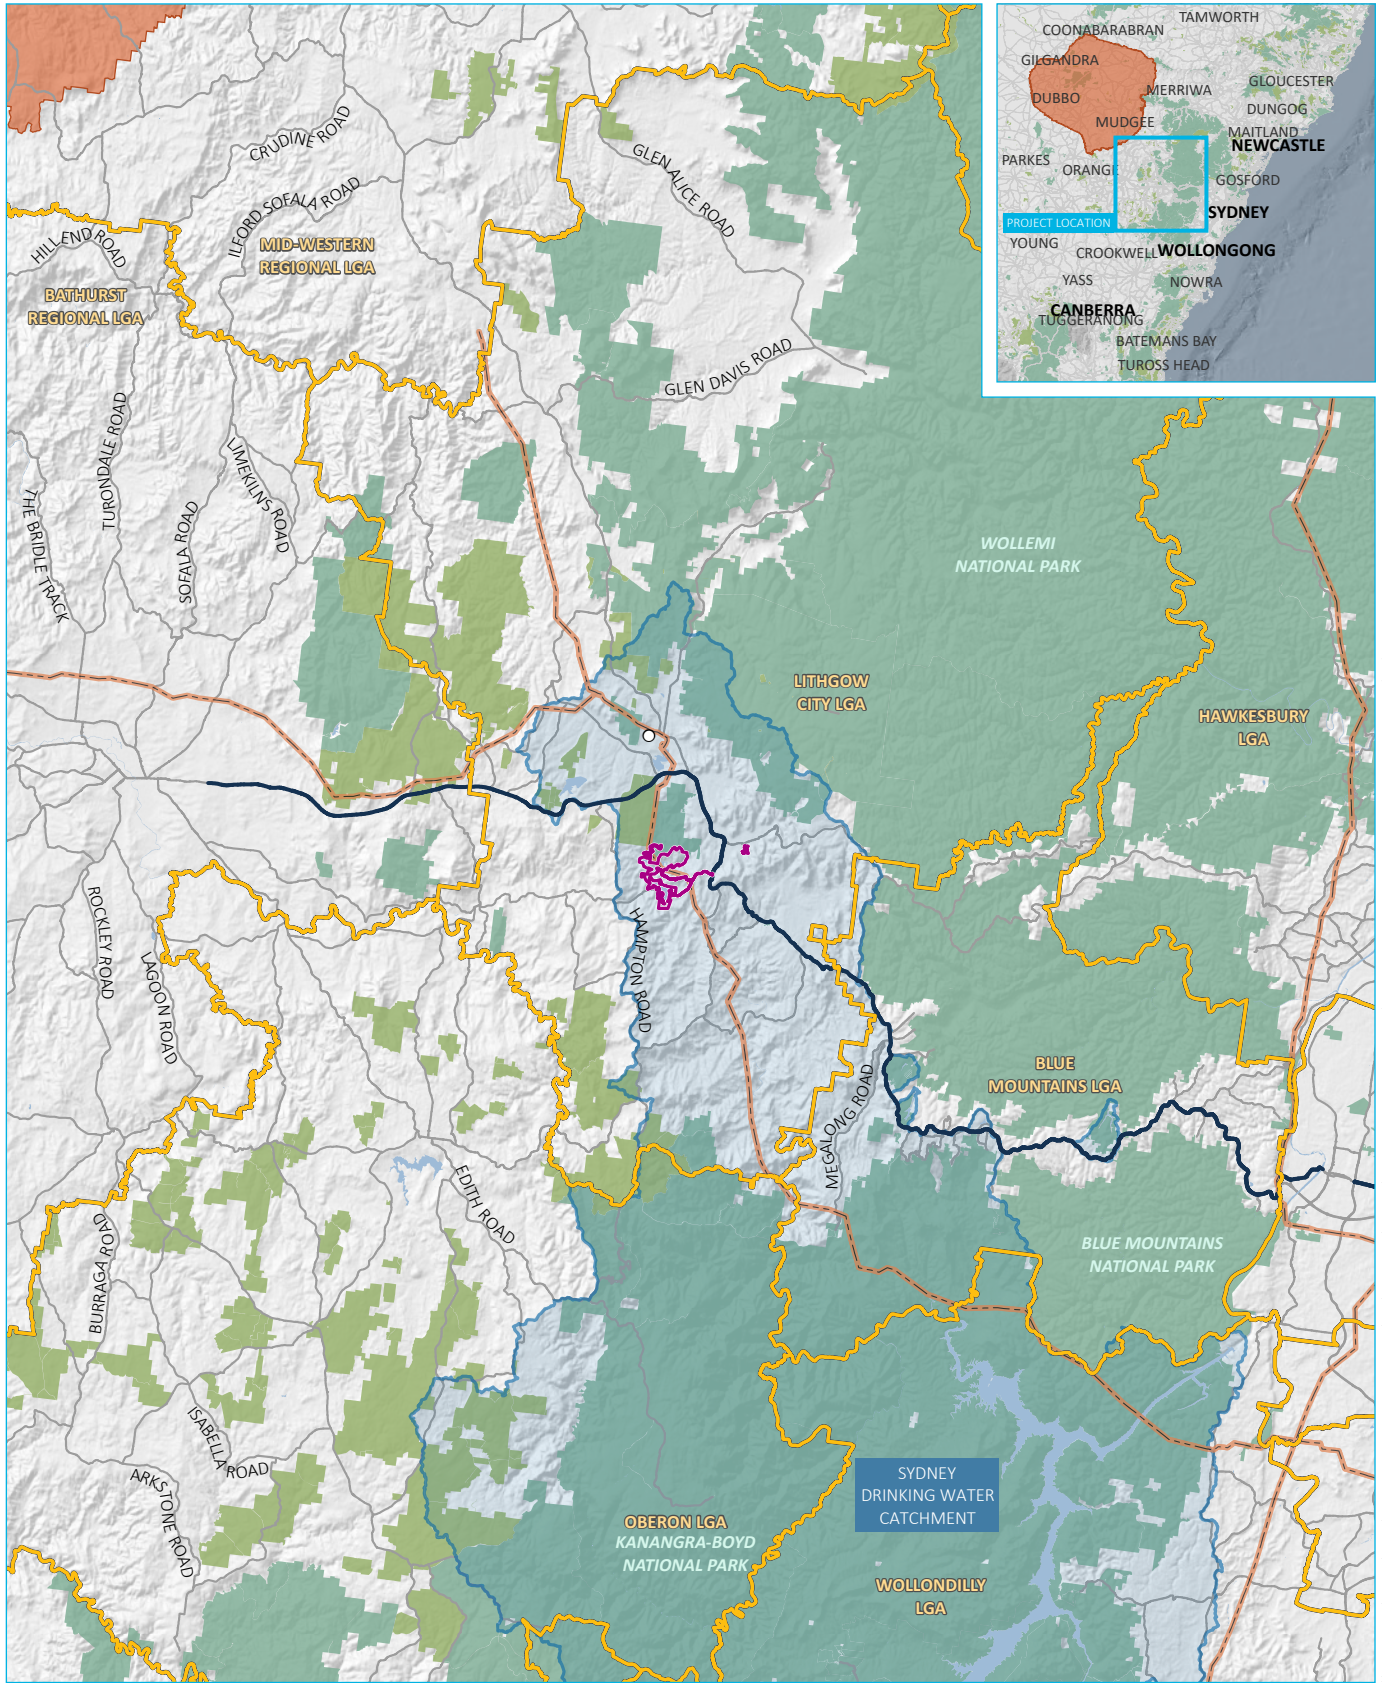 TAMWORTH
COONABARABRAN
GILGANDRA
GLOUCESTER
MERRIWA
DUBBO
DUNGOG
MUDGEE
MAITLAND
NEWCASTLE
PARKES
ORANGE
GOSFORD
SYDNEY
PROJECT LOCATION
YOUNG
CROOKWELL
WOLLONGONG
YASS
NOWRA
CANBERRA
TUGGERANONG
BATEMANS BAY
TUROSS HEAD
CRUDINE ROAD
GLEN ALICE ROAD
ILFORD SOFALA ROAD
HILL END ROAD
MID-WESTERN
REGIONAL LGA
BATHURST
REGIONAL LGA
GLEN DAVIS ROAD
TURONDALE ROAD
LIMEKILNS ROAD
THE BRIDLE TRACK
SOFALA ROAD
WOLLEMI
NATIONAL PARK
LITHGOW
CITY LGA
HAWKESBURY
LGA
ROCKLEY ROAD
LAGOON ROAD
HAMPTON ROAD
BLUE
MOUNTAINS LGA
MEGALONG ROAD
EDITH ROAD
BURRAGA ROAD
BLUE MOUNTAINS
NATIONAL PARK
ISABELLA ROAD
ARKSTONE ROAD
SYDNEY
DRINKING WATER
CATCHMENT
OBERON LGA
KANANGRA-BOYD
NATIONAL PARK
WOLLONDILLY
LGA